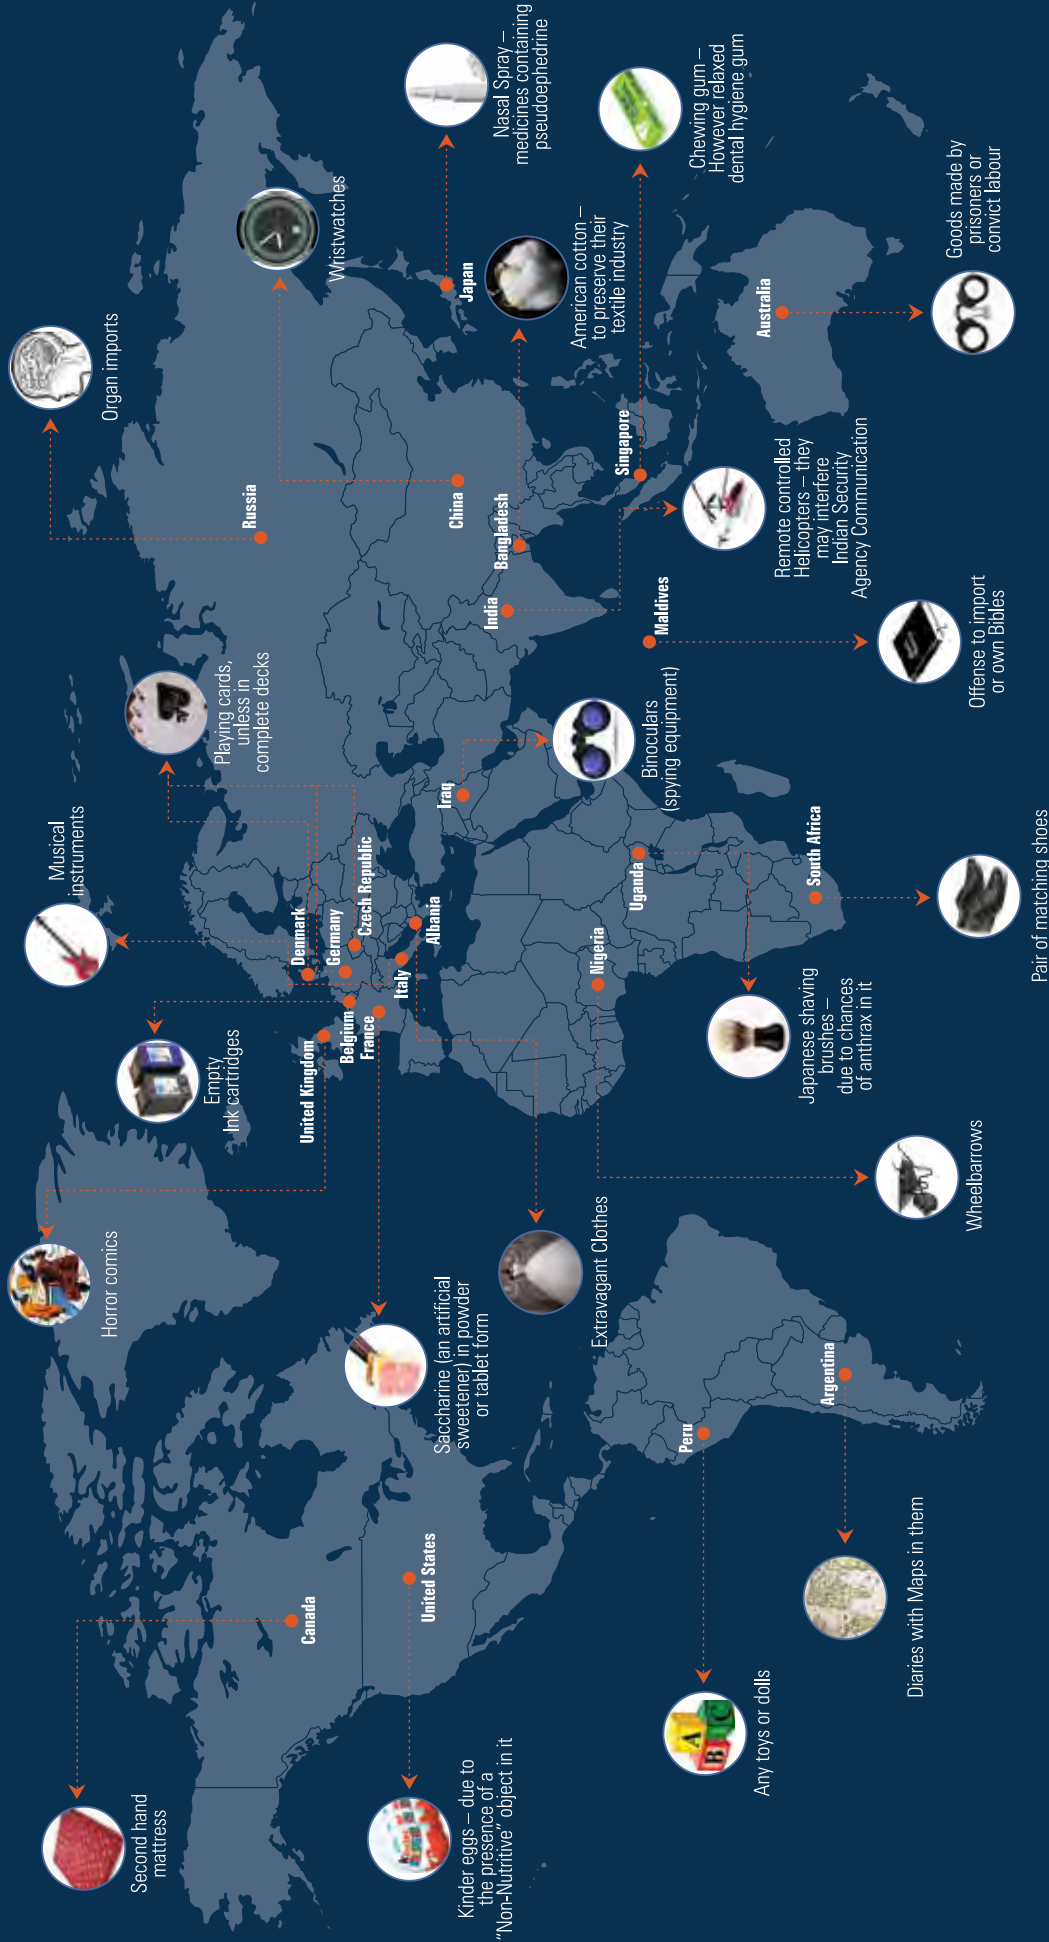 Second hand
mattress
Canada
Kinder eggs – due to
the presence of a
“Non-Nutritive” object in it
United States
Horror comics
United Kingdom
Empty
Ink cartridges
Belgium
Musical
instruments
Italy
Playing cards,
unless in
complete decks
Denmark
Germany
Czech Republic
Organ imports
Russia
Wristwatches
China
Nasal Spray –
medicines containing
pseudoephedrine
Japan
Saccharine (an artificial
sweetener) in powder
or tablet form
France
Extravagant Clothes
Albania
Iraq
Binoculars
(spying equipment)
India
Remote controlled
Helicopters – they
may interfere
Indian Security
Agency Communication
Bangladesh
American cotton –
to preserve their
textile industry
Singapore
Chewing gum –
However relaxed
dental hygiene gum
Maldives
Offense to import
or own Bibles
Australia
Goods made by
prisoners or
convict labour
Peru
Any toys or dolls
Argentina
Diaries with Maps in them
Nigeria
Wheelbarrows
Uganda
Japanese shaving
brushes –
due to chances
of anthrax in it
South Africa
Pair of matching shoes